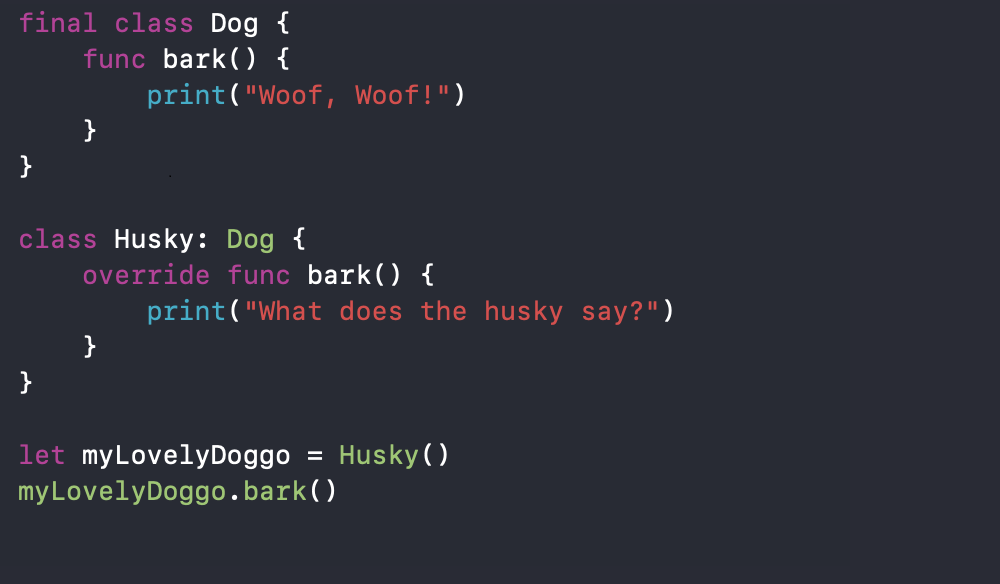 final class Dog {
    func bark() {
        print("Woof, Woof!")
    }
}

class Husky: Dog {
    override func bark() {
        print("What does the husky say?")
    }
}

let myLovelyDoggo = Husky()
myLovelyDoggo.bark()